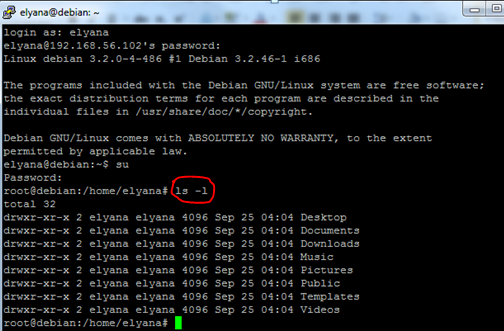 elyana@debian: ~
login as: elyana
elyana@192.168.56.102's password:
Linux debian 3.2.0-4-486 #1 Debian 3.2.46-1 i686
The programs included with the Debian GNU/Linux system are free software;
the exact distribution terms for each program are described in the
individual files in /usr/share/doc/*/copyright.
Debian GNU/Linux comes with ABSOLUTELY NO WARRANTY, to the extent
permitted by applicable law.
elyana@debian:~$ su
Password:
root@debian:/home/elyana# ls -l
total 32
drwxr-xr-x 2 elyana elyana 4096 Sep 25 04:04 Desktop
drwxr-xr-x 2 elyana elyana 4096 Sep 25 04:04 Documents
drwxr-xr-x 2 elyana elyana 4096 Sep 25 04:04 Downloads
drwxr-xr-x 2 elyana elyana 4096 Sep 25 04:04 Music
drwxr-xr-x 2 elyana elyana 4096 Sep 25 04:04 Pictures
drwxr-xr-x 2 elyana elyana 4096 Sep 25 04:04 Public
drwxr-xr-x 2 elyana elyana 4096 Sep 25 04:04 Templates
drwxr-xr-x 2 elyana elyana 4096 Sep 25 04:04 Videos
root@debian:/home/elyana#